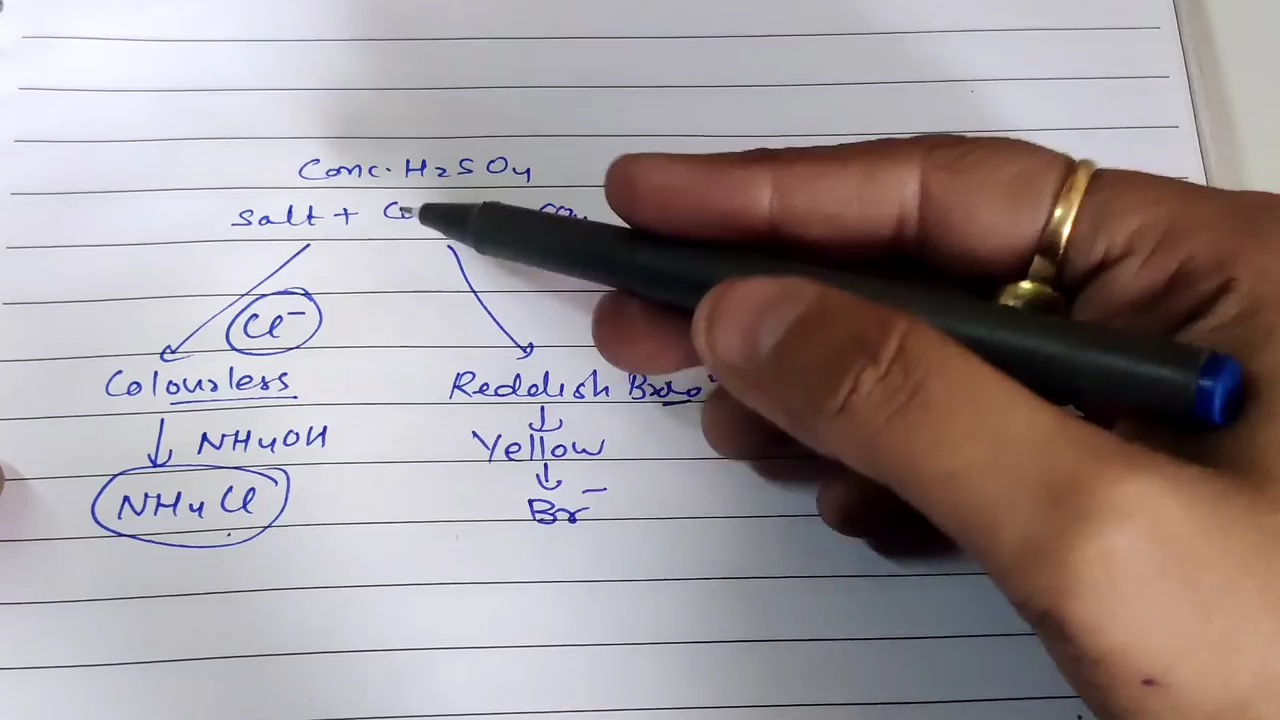 Conc. H2SO4
Salt +
Cl⁻
Colourless Reddish
NH4OH Yellow
NH4Cl Br⁻